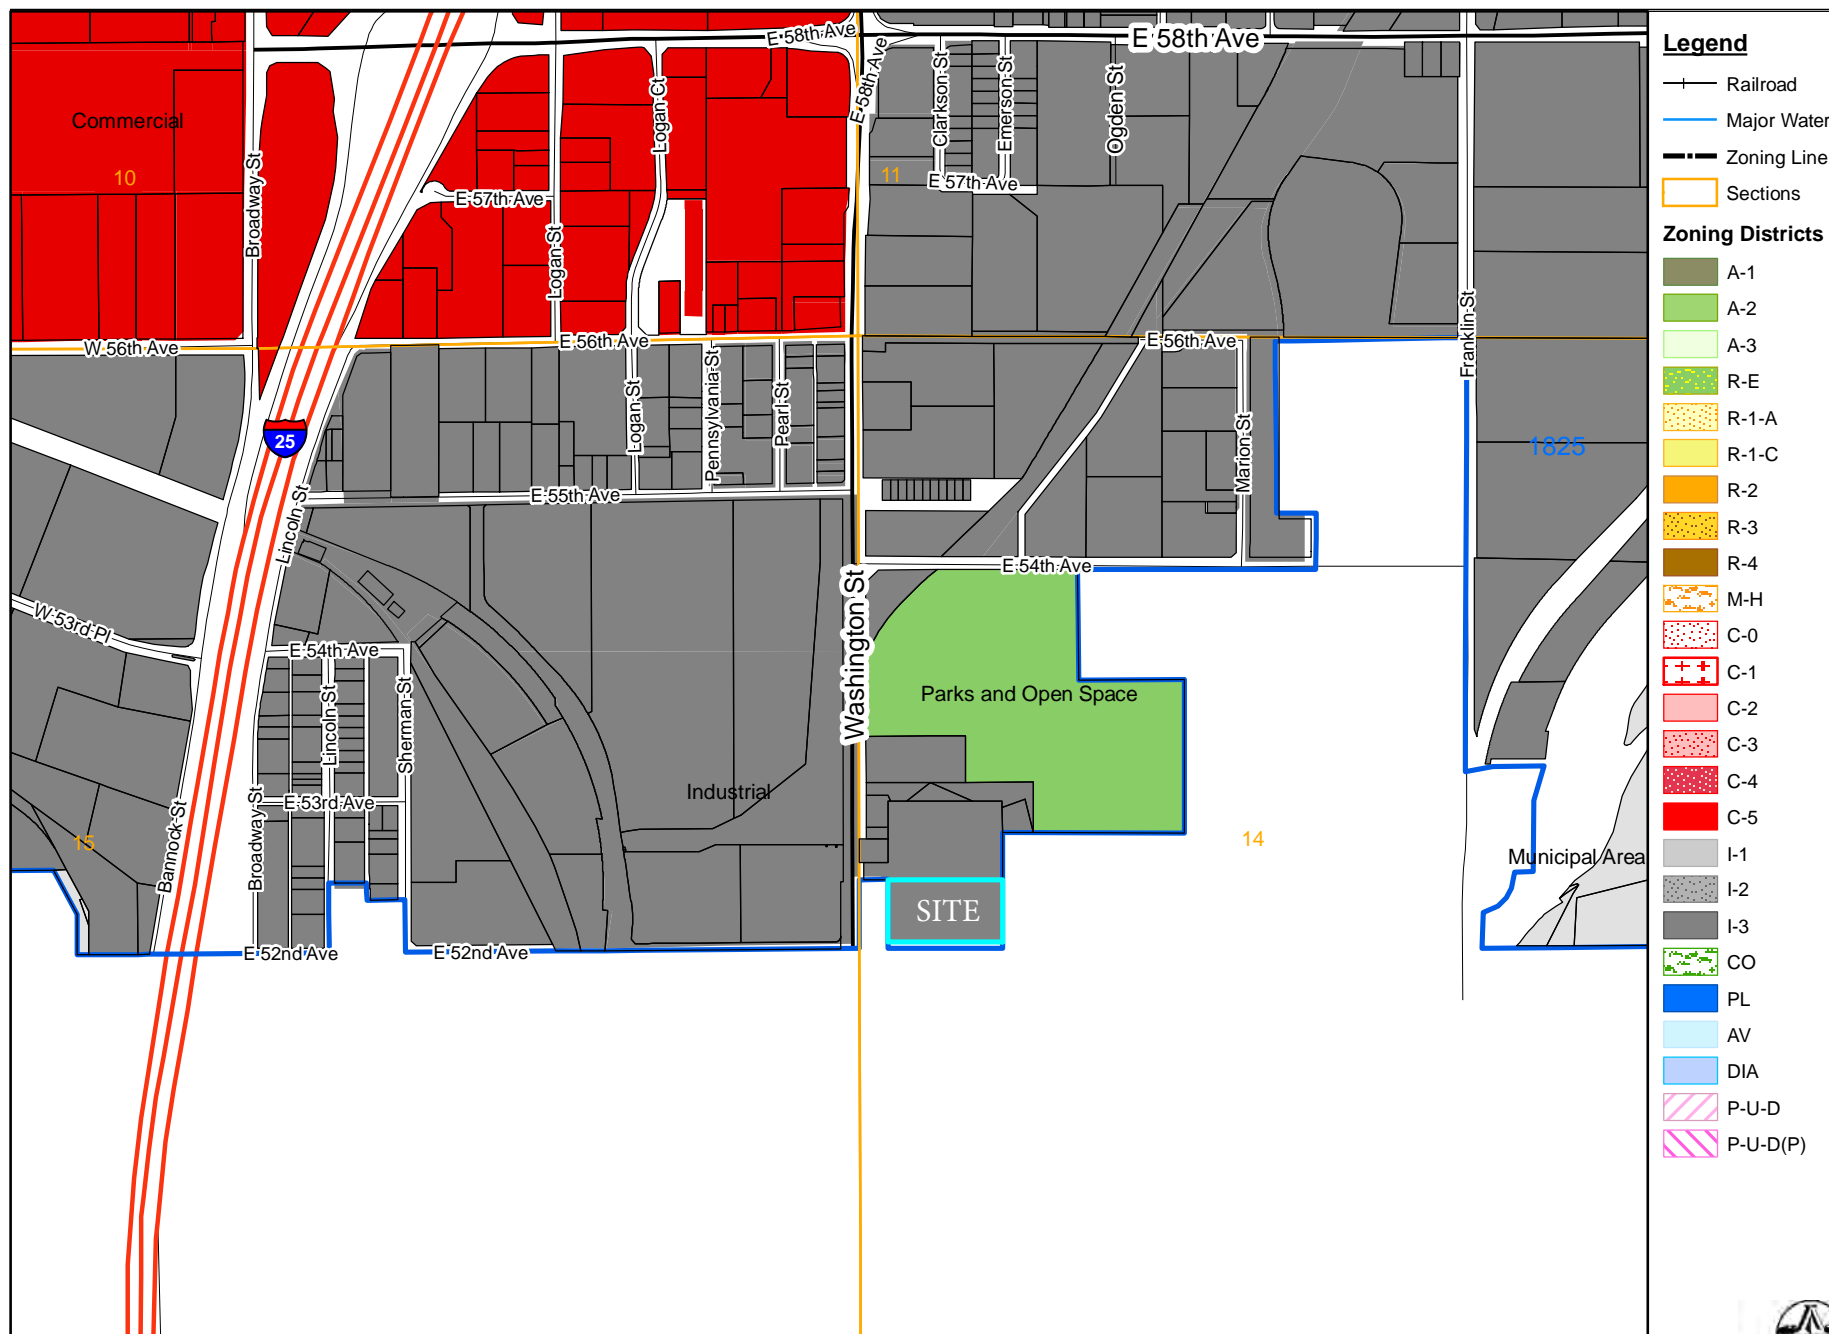 E 58th Ave
E 58th Ave
E 58th Ave
Commercial
10
Broadway St
Logan Ct
Clarkson St
Emerson St
Ogden St
11
E 57th Ave
E 57th Ave
Logan St
Franklin St
W 56th Ave
E 56th Ave
E 56th Ave
25
Logan St
Pennsylvania St
Pearl St
Marion St
1825
Lincoln St
E 55th Ave
E 54th Ave
W 53rd Pl
E 54th Ave
Lincoln St
Sherman St
Washington St
Parks and Open Space
Industrial
E 53rd Ave
15
Bannock St
Broadway St
14
Municipal Area
SITE
E 52nd Ave
E 52nd Ave
Legend
Railroad
Major Water
Zoning Line
Sections
Zoning Districts
A-1
A-2
A-3
R-E
R-1-A
R-1-C
R-2
R-3
R-4
M-H
C-0
C-1
C-2
C-3
C-4
C-5
I-1
I-2
I-3
CO
PL
AV
DIA
P-U-D
P-U-D(P)